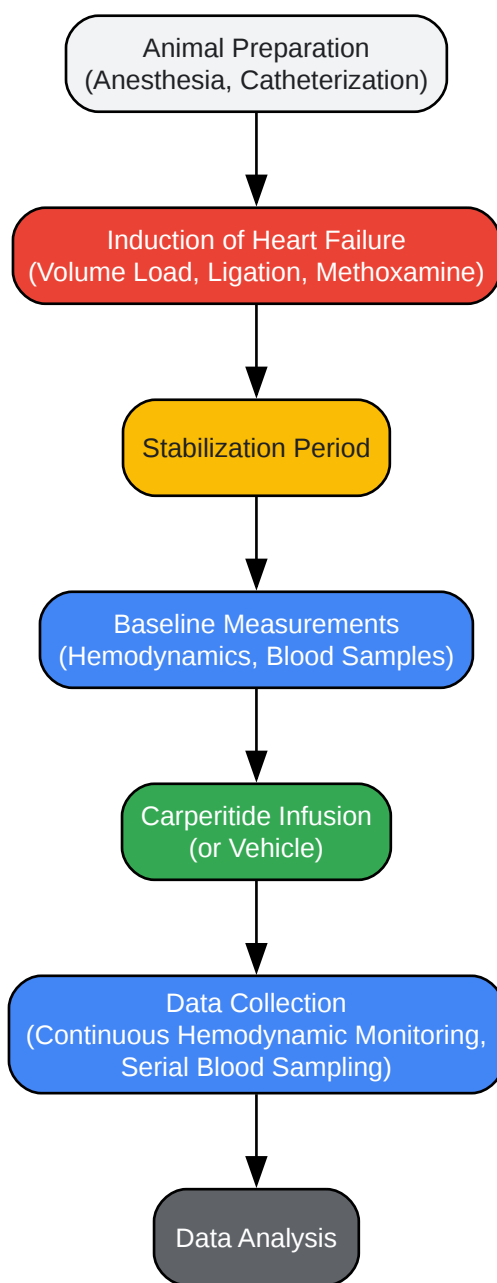 Animal Preparation
(Anesthesia, Catheterization)
Induction of Heart Failure
(Volume Load, Ligation, Methoxamine)
Stabilization Period
Baseline Measurements
(Hemodynamics, Blood Samples)
Carperitide Infusion
(or Vehicle)
Data Collection
(Continuous Hemodynamic Monitoring,
Serial Blood Sampling)
Data Analysis